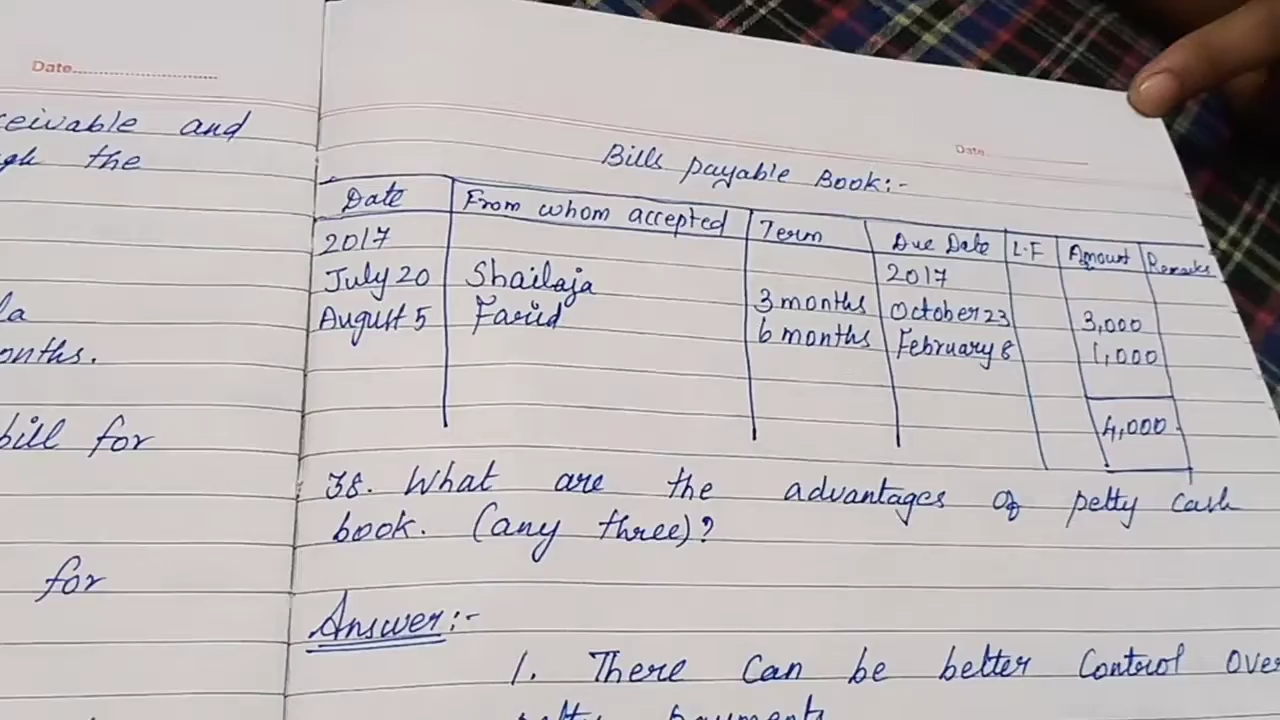 Date
ceivable and
gh the
la
onths.
bill for
for
Date
Bills payable Book:-
Date From whom accepted Term Due Date L.F Amount Remarks
2017 2017
July 20 Shailaja 3 months October 23 3,000
August 5 Farid 6 months February 8 1,000
4,000
38. What are the advantages of petty cash
book. (any three)?
Answer:-
1. There can be better control over
petty payments